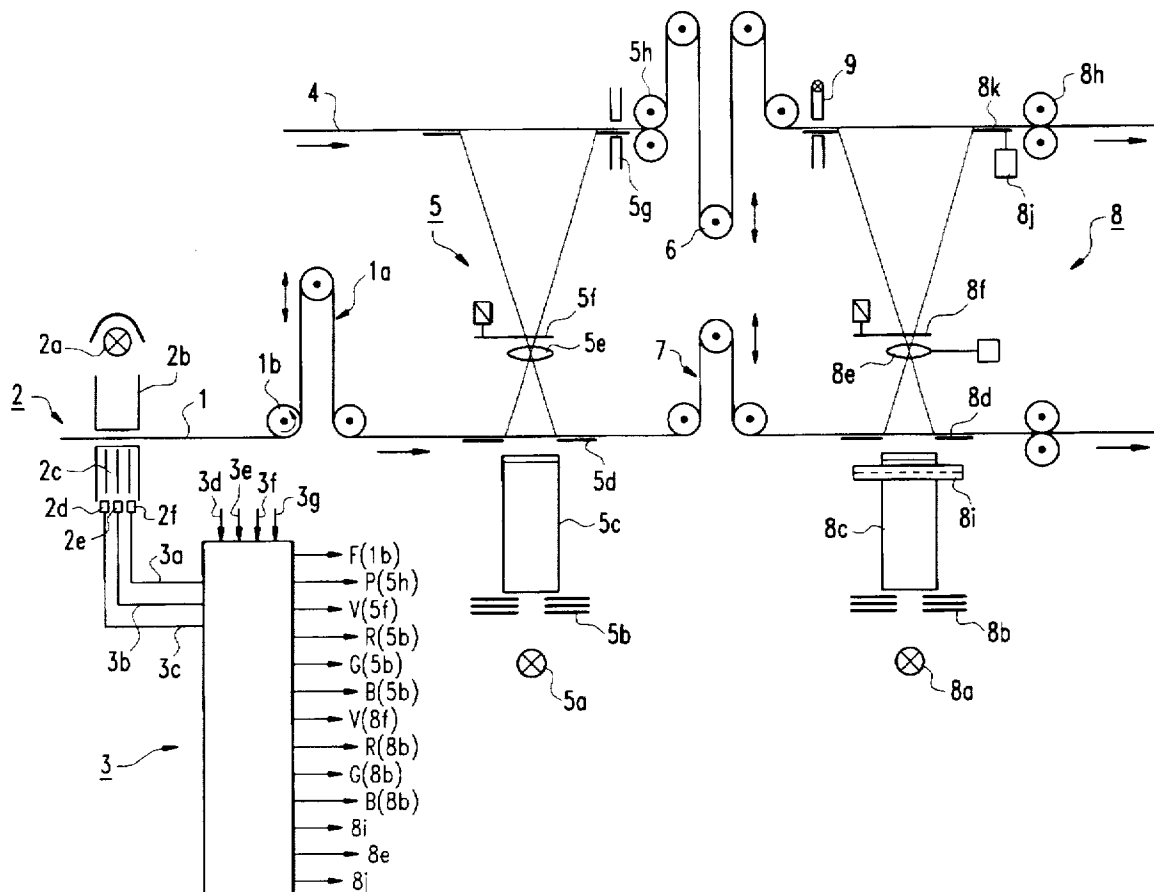 5h
9
8h
4
8k
5g
8j
5
6
8
1a
5f
8f
2a
5e
8e
2b
1b
7
2
1
8d
2c
5d
3d 3e 3f 3g
8i
2d 2f
5c
8c
2e
3a
F(1b)
P(5h)
V(5f)
5b
8b
3b 3c
R(5b)
G(5b)
5a
8a
B(5b)
V(8f)
3
R(8b)
G(8b)
B(8b)
8i
8e
8j